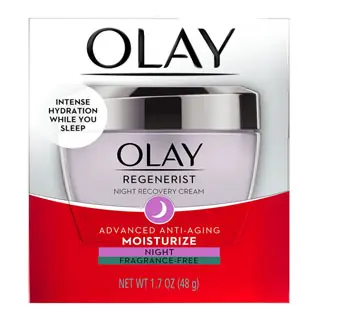 OLAY
INTENSE
HYDRATION
WHILE YOU
SLEEP
OLAY
REGENERIST
NIGHT RECOVERY CREAM
ADVANCED ANTI-AGING
MOISTURIZE
NIGHT
FRAGRANCE-FREE
NET WT 1.7 OZ (48 g)